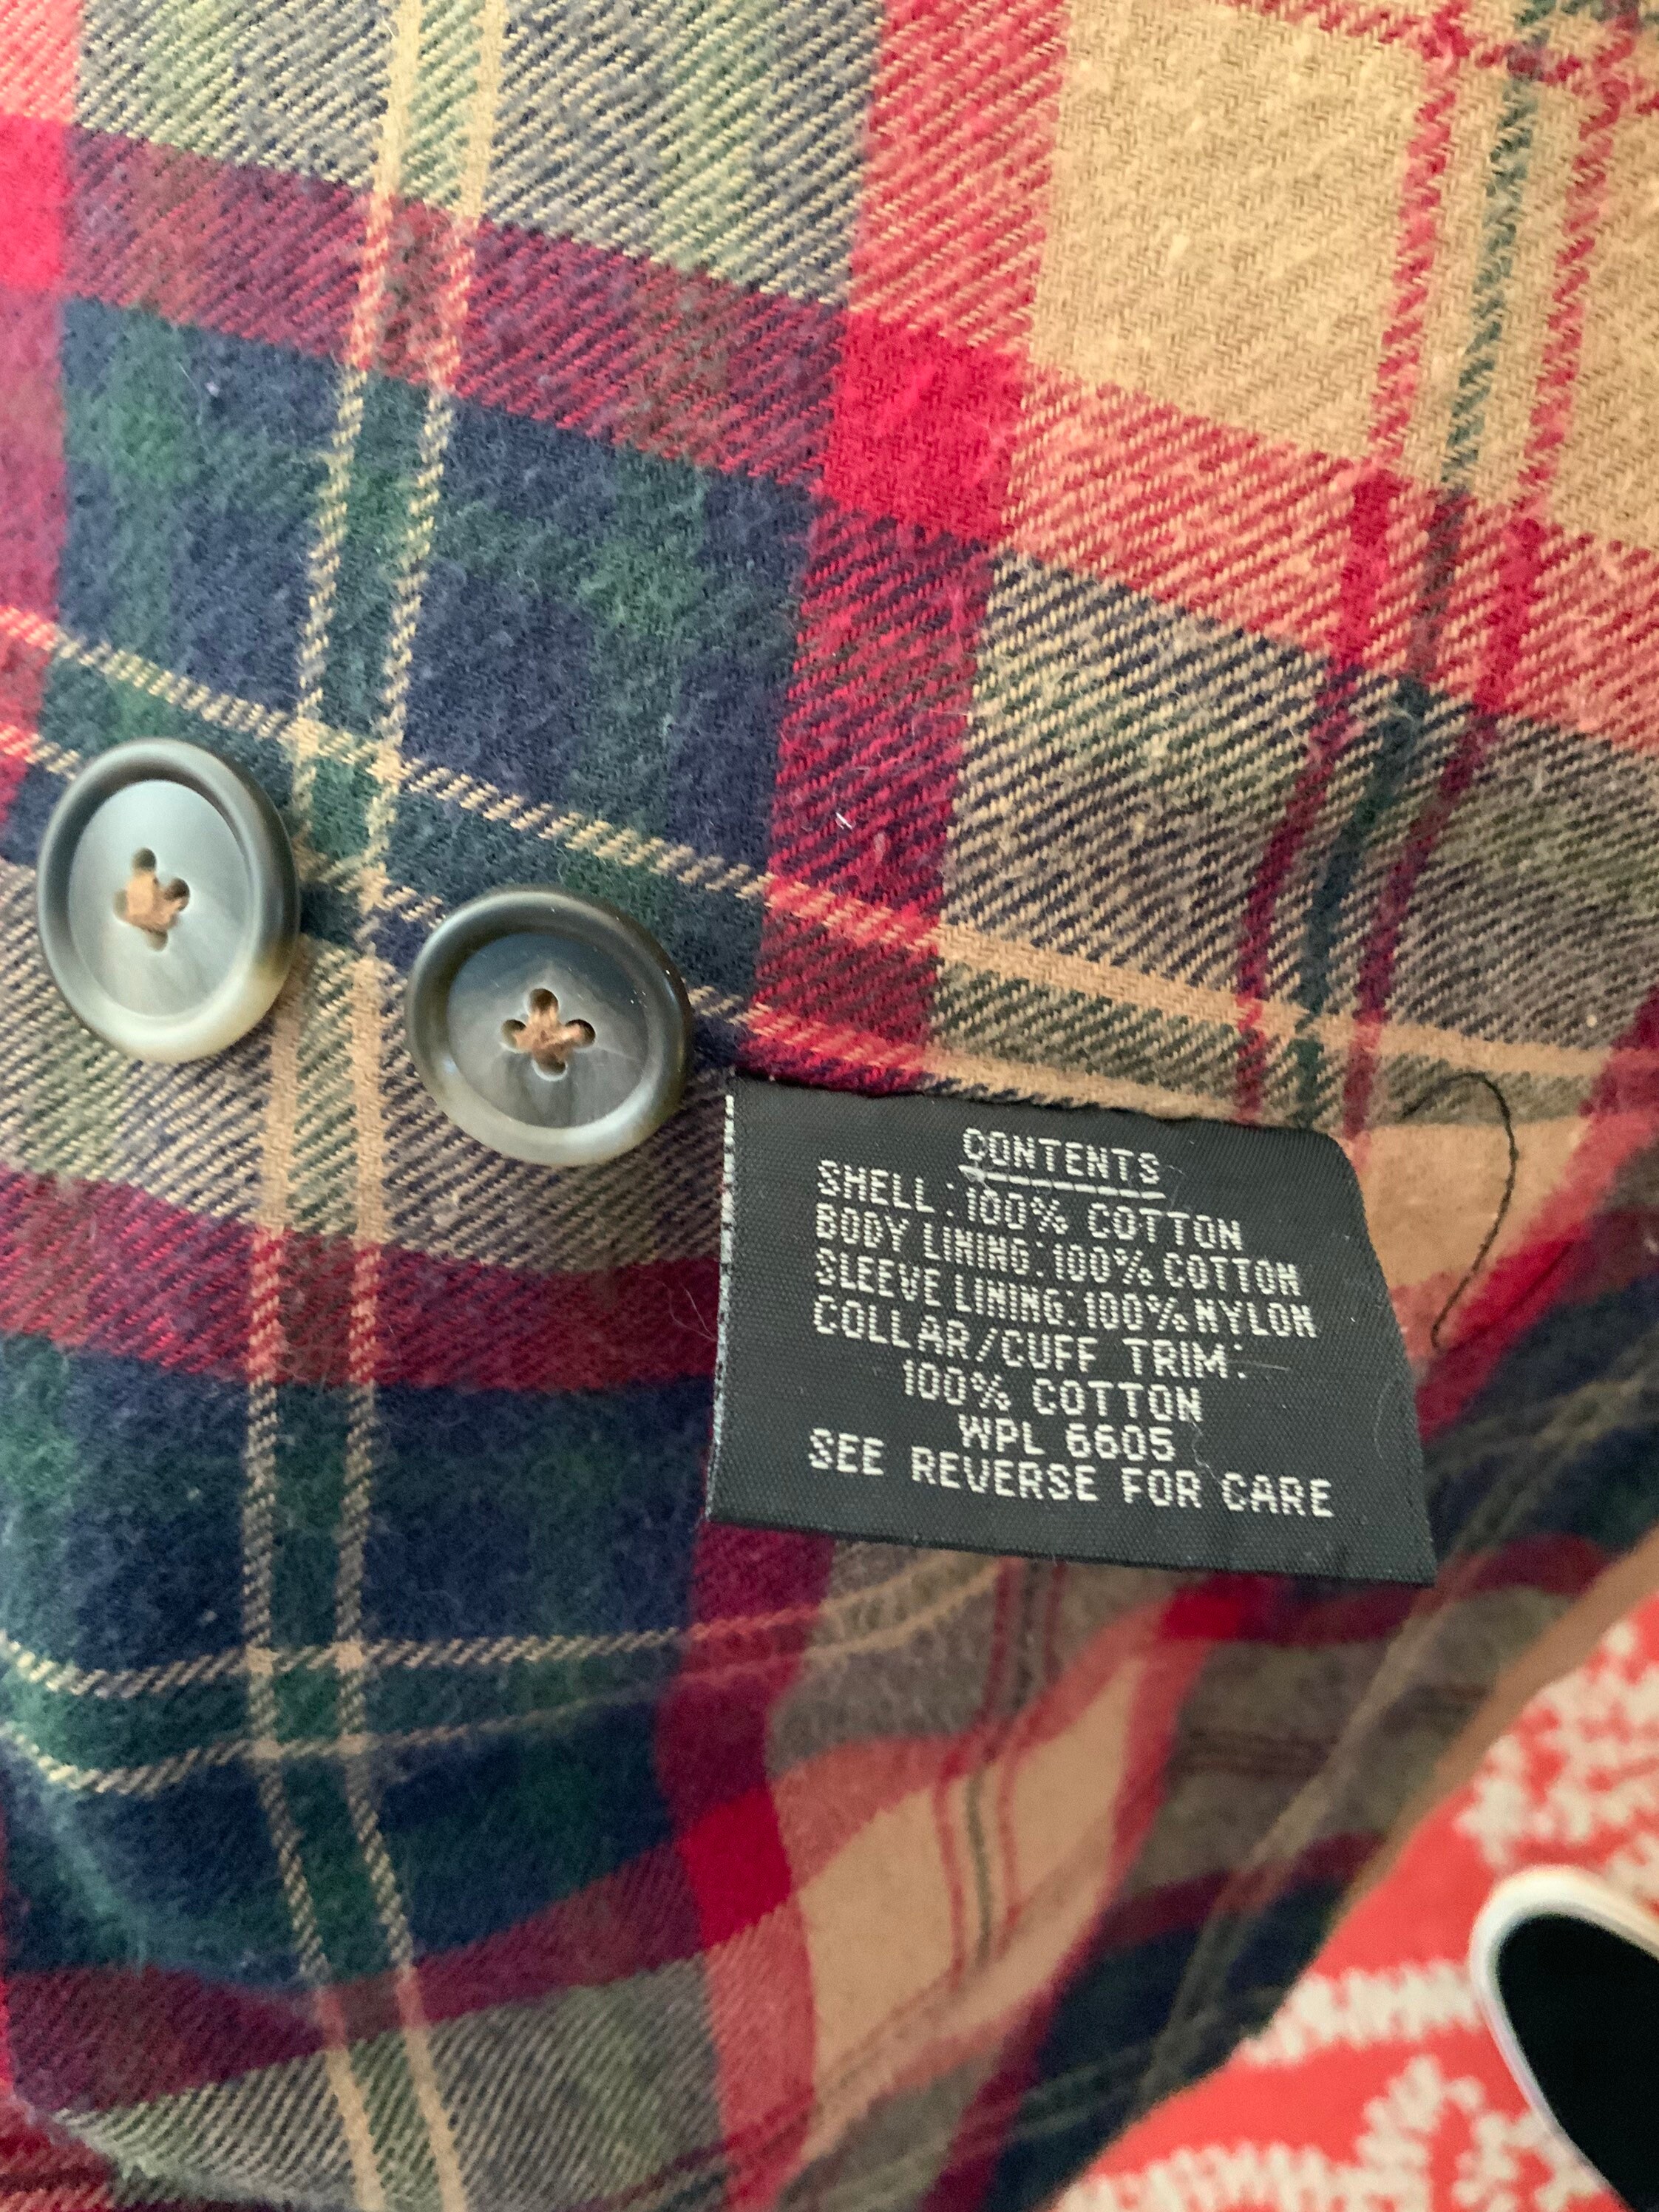 CONTENTS
SHELL: 100% COTTON
BODY LINING: 100% COTTON
SLEEVE LINING: 100% NYLON
COLLAR/CUFF TRIM:
100% COTTON
WPL 6605
SEE REVERSE FOR CARE